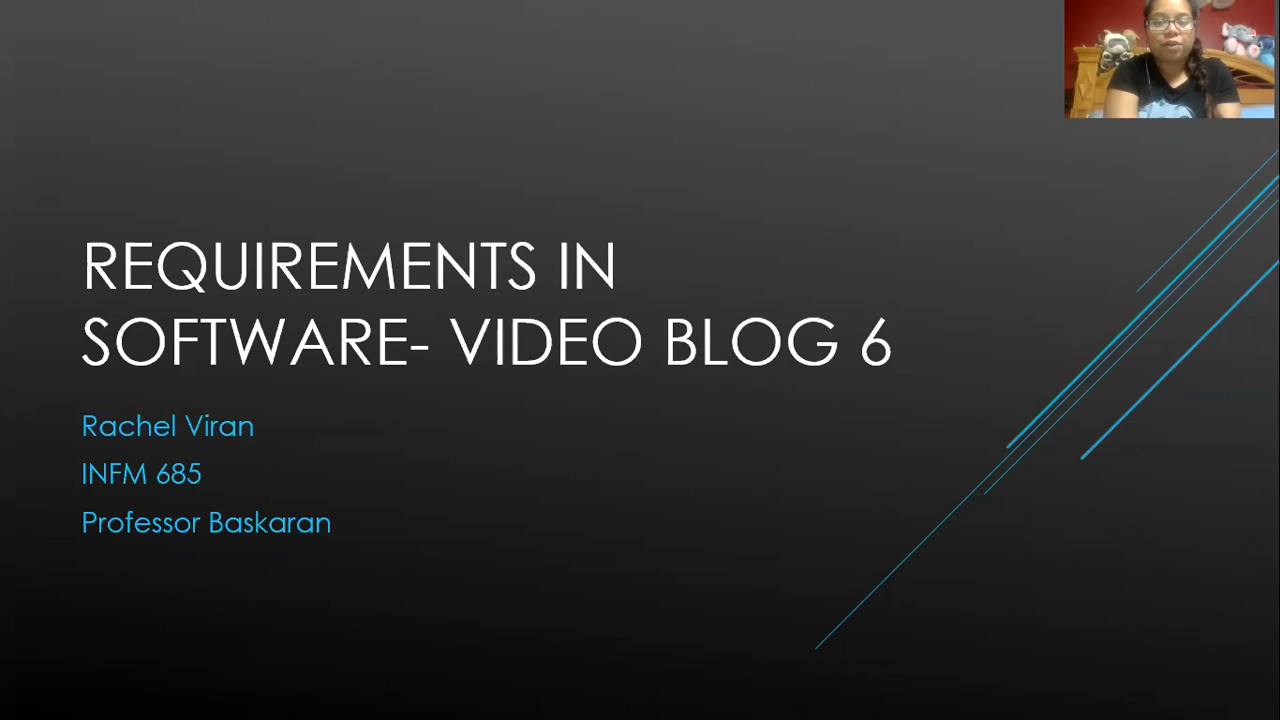 REQUIREMENTS IN
SOFTWARE- VIDEO BLOG 6
Rachel Viran
INFM 685
Professor Baskaran